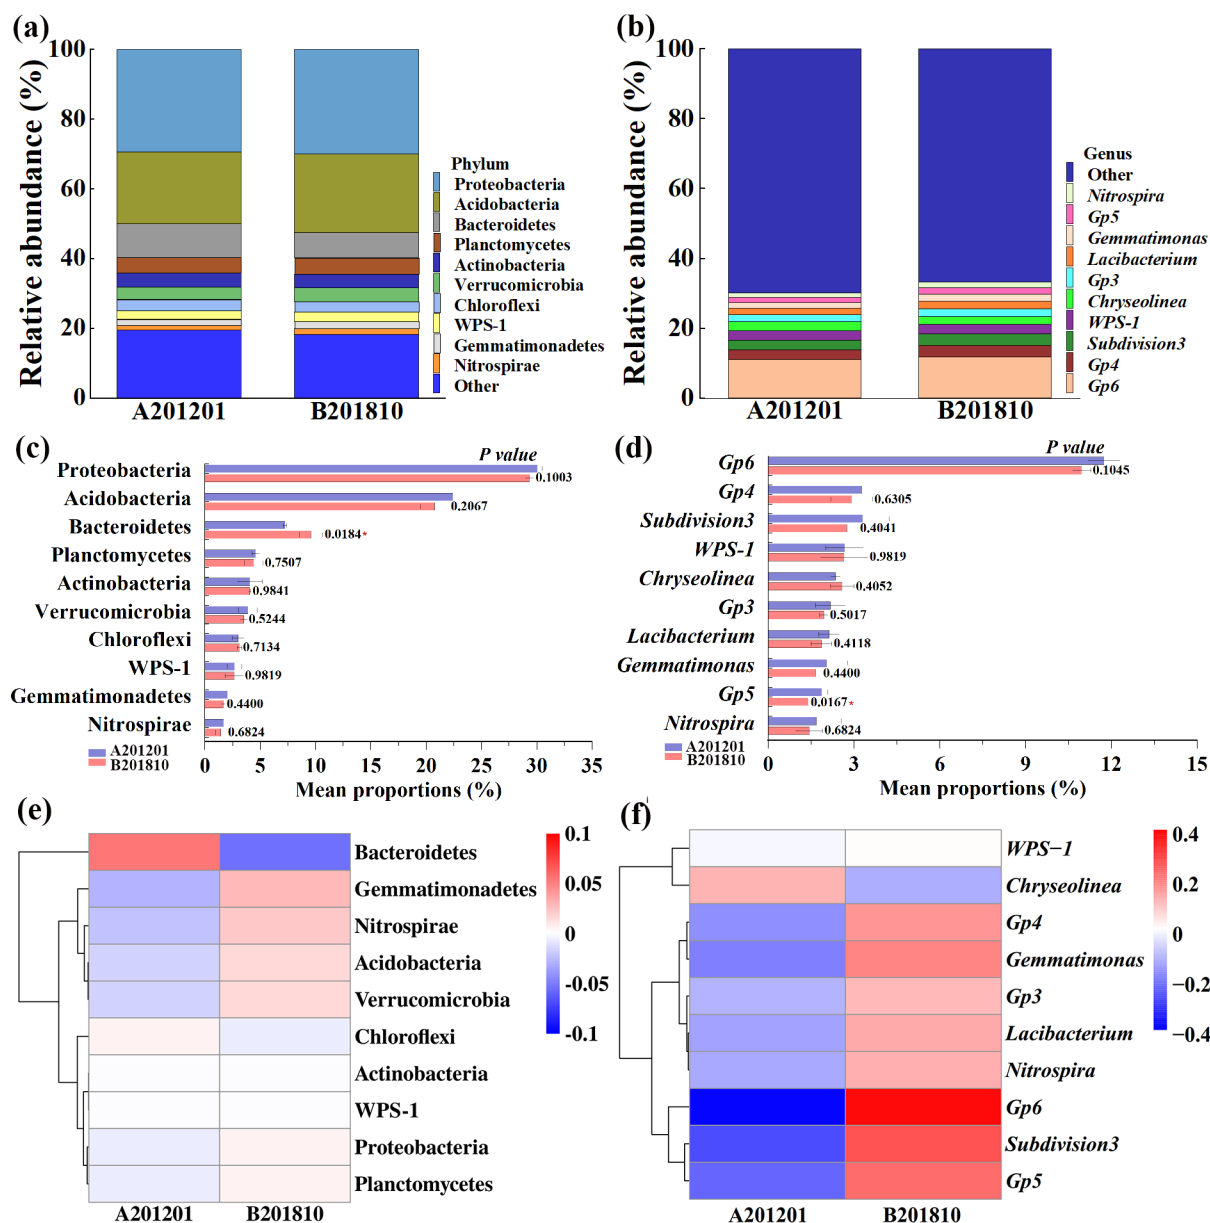 (a)
100
80
60
40
20
0
Relative abundance (%)
A201201
B201810
Phylum
Proteobacteria
Acidobacteria
Bacteroidetes
Planctomycetes
Actinobacteria
Verrucomicrobia
Chloroflexi
WPS-1
Gemmatimonadetes
Nitrospirae
Other
(b)
100
80
60
40
20
0
Relative abundance (%)
A201201
B201810
Genus
Other
Nitrospira
Gp5
Gemmatimonas
Lacibacterium
Gp3
Chryseolinea
WPS-1
Subdivision3
Gp4
Gp6
(c)
P value
Proteobacteria 0.1003
Acidobacteria 0.2067
Bacteroidetes 0.0184*
Planctomycetes 0.7507
Actinobacteria 0.9841
Verrucomicrobia 0.5244
Chloroflexi 0.7134
WPS-1 0.9819
Gemmatimonadetes 0.4400
Nitrospirae 0.6824
A201201
B201810
0 5 10 15 20 25 30 35
Mean proportions (%)
(d)
P value
Gp6 0.1045
Gp4 0.6305
Subdivision3 0.4041
WPS-1 0.9819
Chryseolinea 0.4052
Gp3 0.5017
Lacibacterium 0.4118
Gemmatimonas 0.4400
Gp5 0.0167*
Nitrospira 0.6824
A201201
B201810
0 3 6 9 12 15
Mean proportions (%)
(e)
Bacteroidetes
Gemmatimonadetes
Nitrospirae
Acidobacteria
Verrucomicrobia
Chloroflexi
Actinobacteria
WPS-1
Proteobacteria
Planctomycetes
A201201 B201810
0.1
0.05
0
-0.05
-0.1
(f)
WPS−1
Chryseolinea
Gp4
Gemmatimonas
Gp3
Lacibacterium
Nitrospira
Gp6
Subdivision3
Gp5
A201201 B201810
0.4
0.2
0
−0.2
−0.4